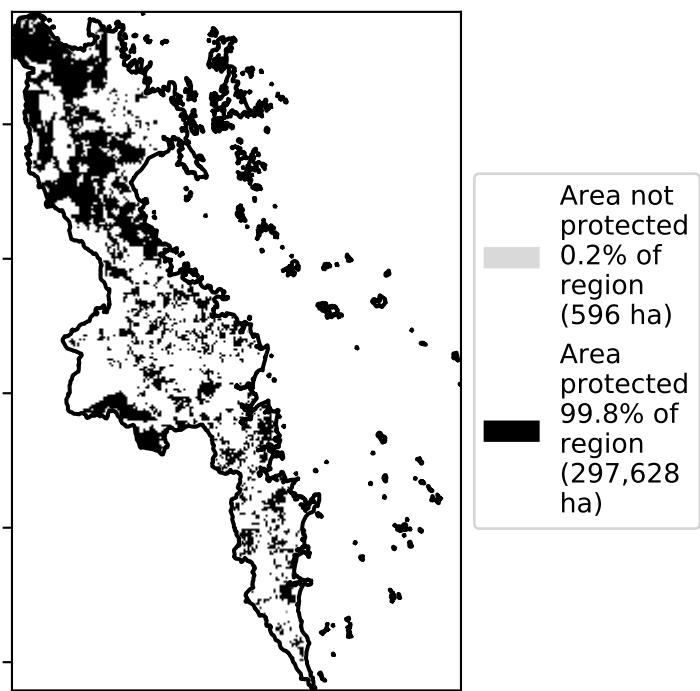 Area not
protected
0.2% of
region
(596 ha)
Area
protected
99.8% of
region
(297,628
ha)